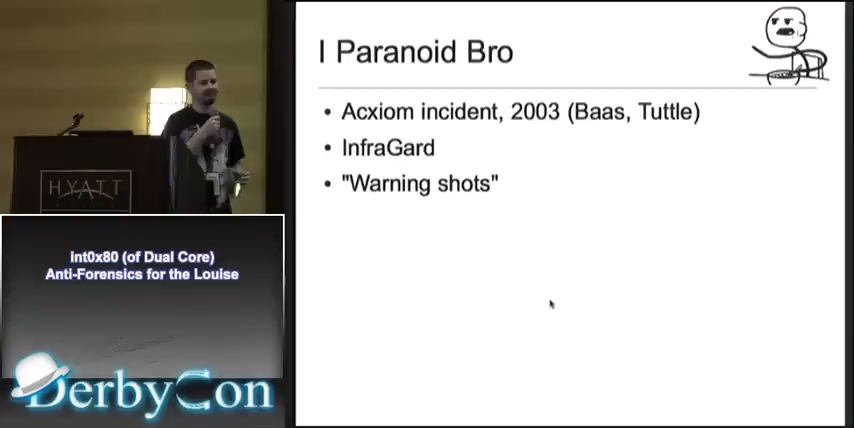 I Paranoid Bro
• Acxiom incident, 2003 (Baas, Tuttle)
• InfraGard
• "Warning shots"
HYATT
int0x80 (of Dual Core)
Anti-Forensics for the Louise
DerbyCon